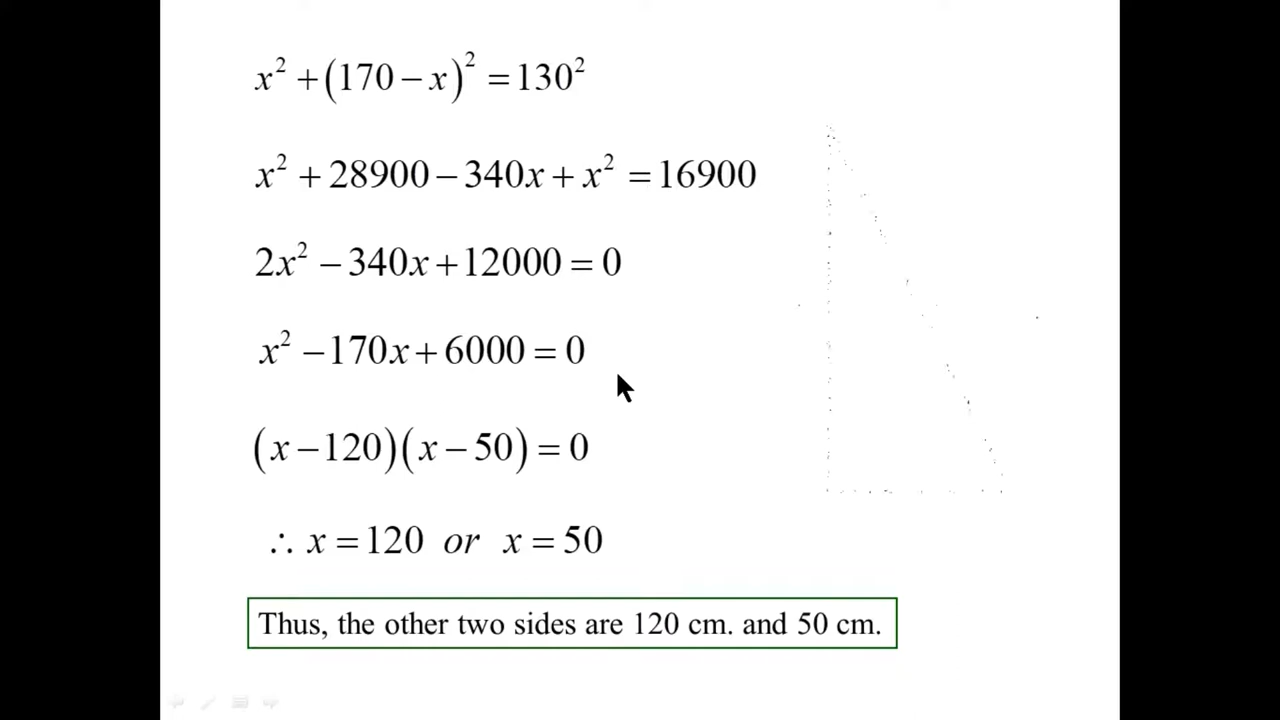 x² + (170 − x)² = 130²
x² + 28900 − 340x + x² = 16900
2x² − 340x + 12000 = 0
x² − 170x + 6000 = 0
(x − 120)(x − 50) = 0
∴ x = 120 or x = 50
Thus, the other two sides are 120 cm. and 50 cm.